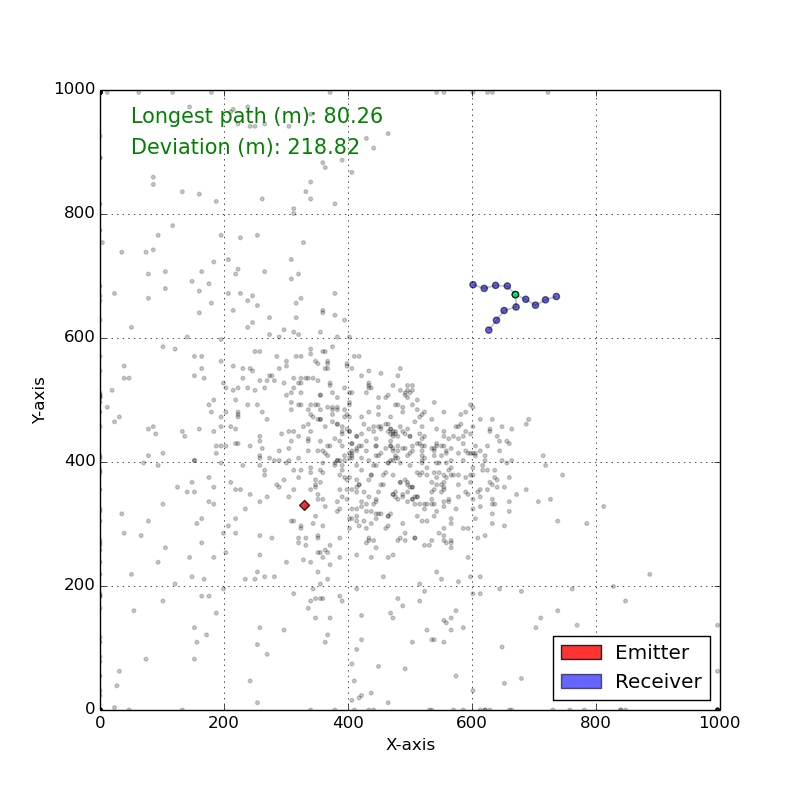 Longest path (m): 80.26
Deviation (m): 218.82
1000
800
600
400
200
0
Y-axis
0 200 400 600 800 1000
X-axis
Emitter
Receiver